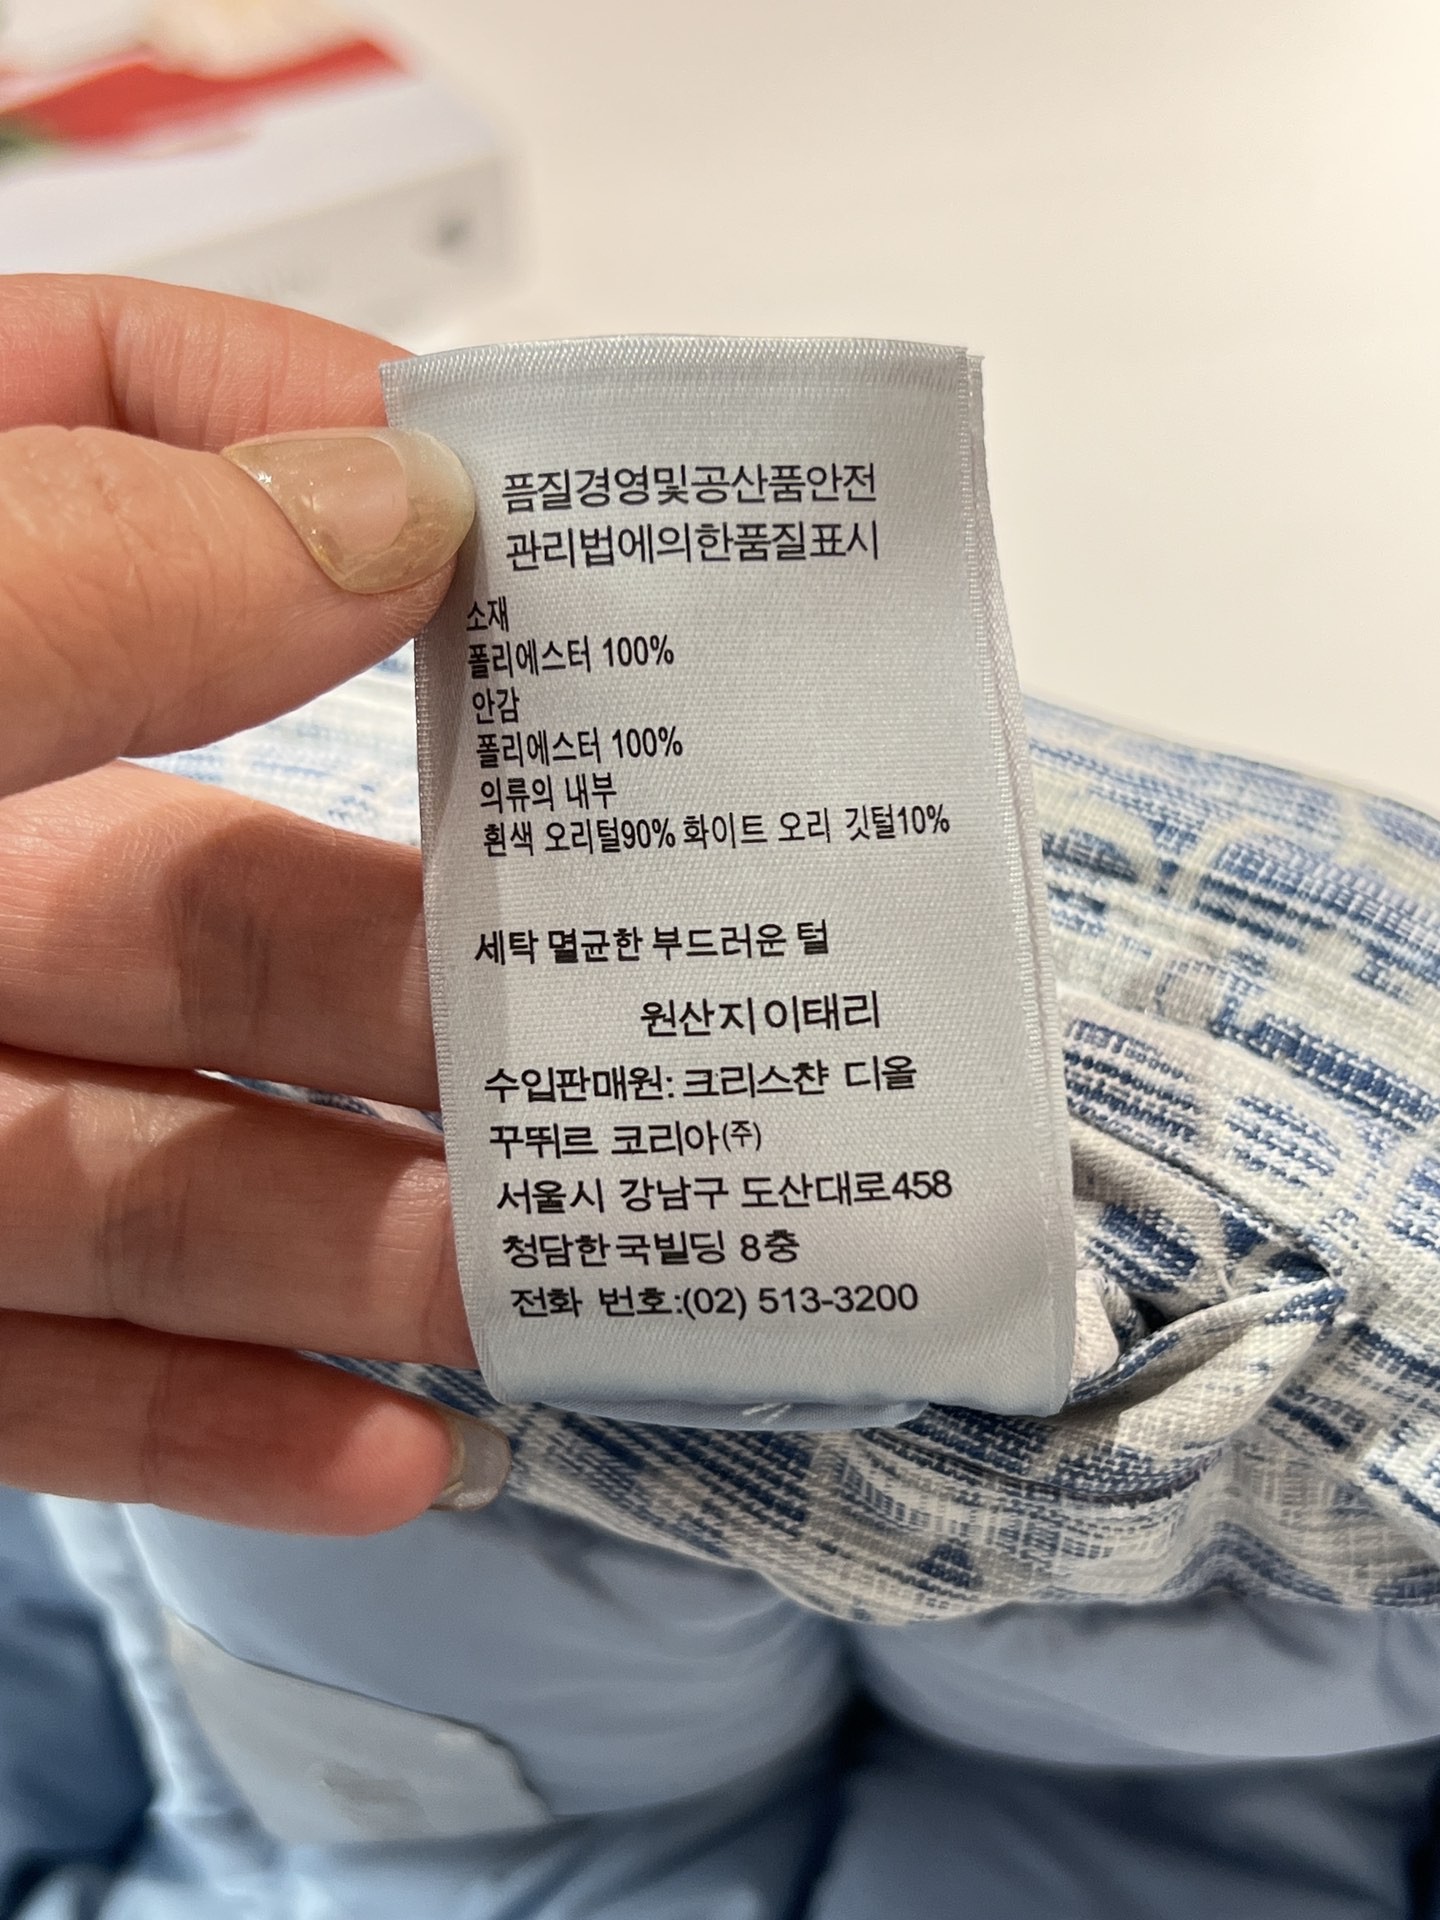 픔질경영및공산품안전
관리법에의한품질표시
소재
폴리에스터 100%
안감
폴리에스터 100%
의류의 내부
흰색 오리털90% 화이트 오리 깃털10%
세탁 멸균한 부드러운 털
원산지이태리
수입판매원: 크리스챤 디올
꾸뛰르 코리아(주)
서울시 강남구 도산대로458
청담한국빌딩 8층
전화 번호:(02) 513-3200